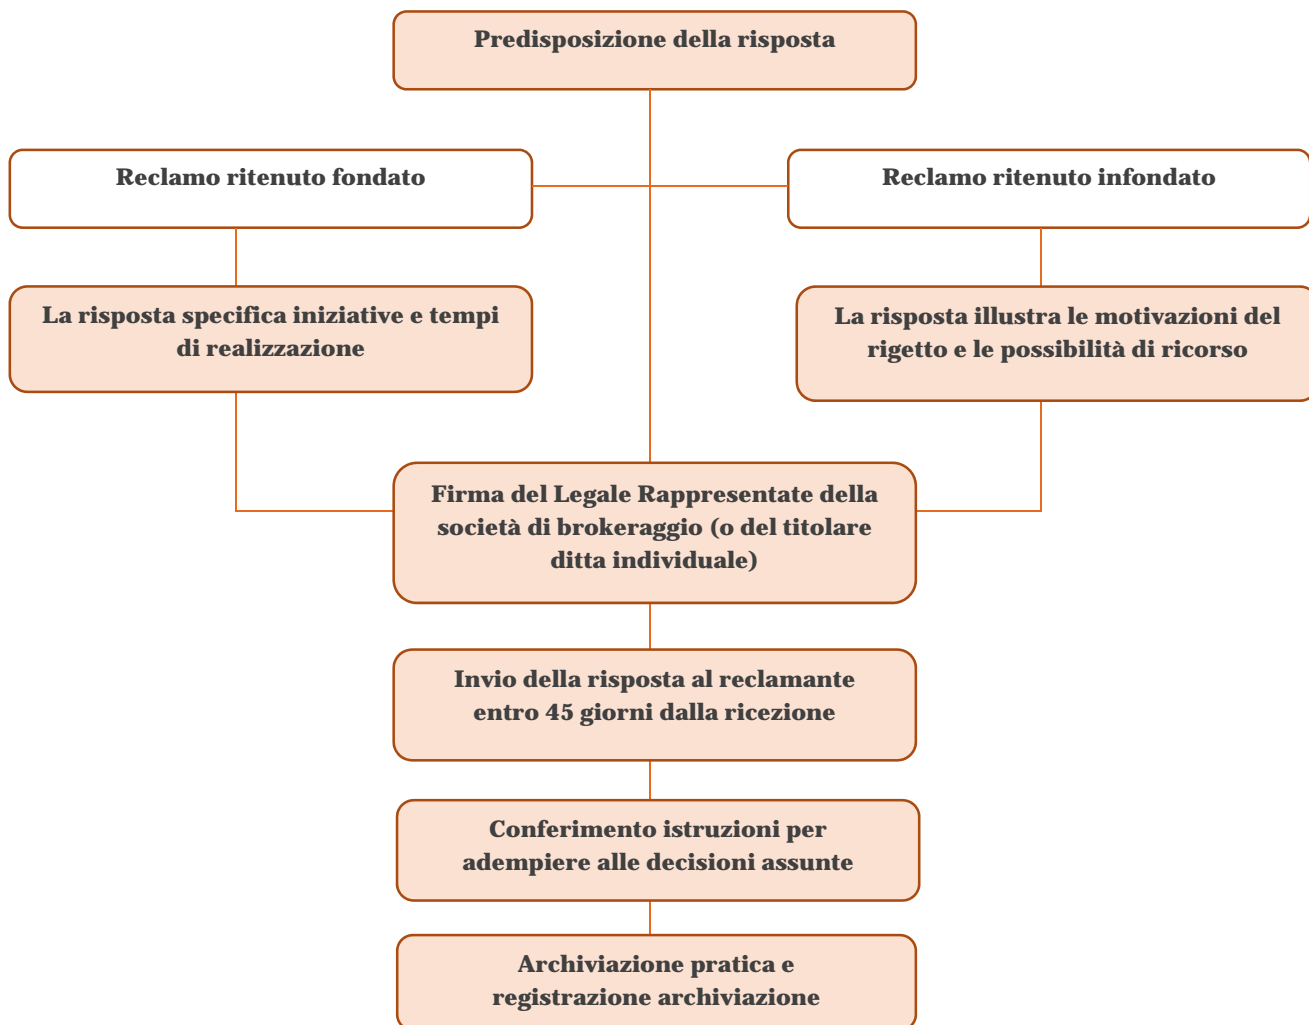 Predisposizione della risposta
Reclamo ritenuto fondato
Reclamo ritenuto infondato
La risposta specifica iniziative e tempi
di realizzazione
La risposta illustra le motivazioni del
rigetto e le possibilità di ricorso
Firma del Legale Rappresentate della
società di brokeraggio (o del titolare
ditta individuale)
Invio della risposta al reclamante
entro 45 giorni dalla ricezione
Conferimento istruzioni per
adempiere alle decisioni assunte
Archiviazione pratica e
registrazione archiviazione